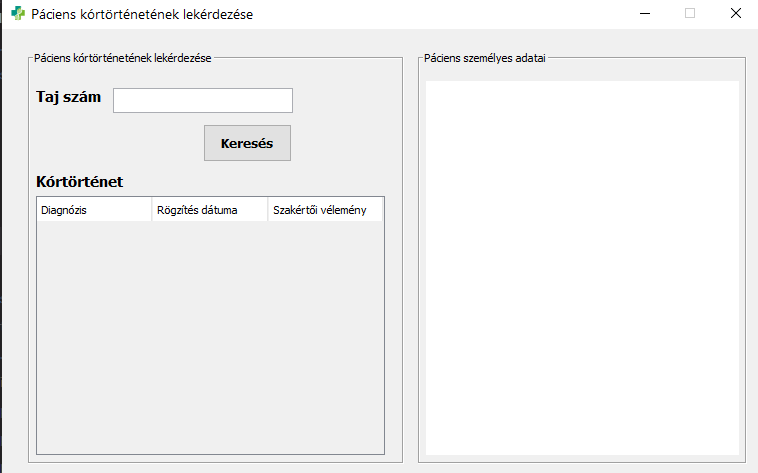 Páciens kórtörténetének lekérdezése
Páciens kórtörténetének lekérdezése
Taj szám
Keresés
Kórtörténet
Diagnózis Rögzítés dátuma Szakértői vélemény
Páciens személyes adatai